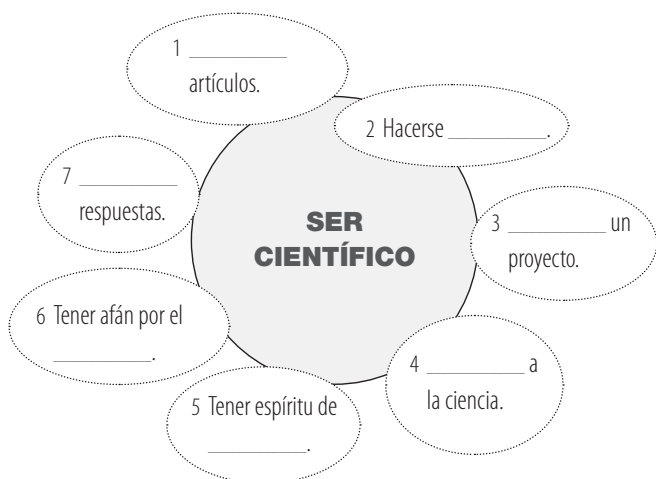 1 __________
artículos.
2 Hacerse __________.
3 __________ un
proyecto.
4 __________ a
la ciencia.
5 Tener espíritu de
__________.
6 Tener afán por el
__________.
7 __________
respuestas.
SER
CIENTÍFICO